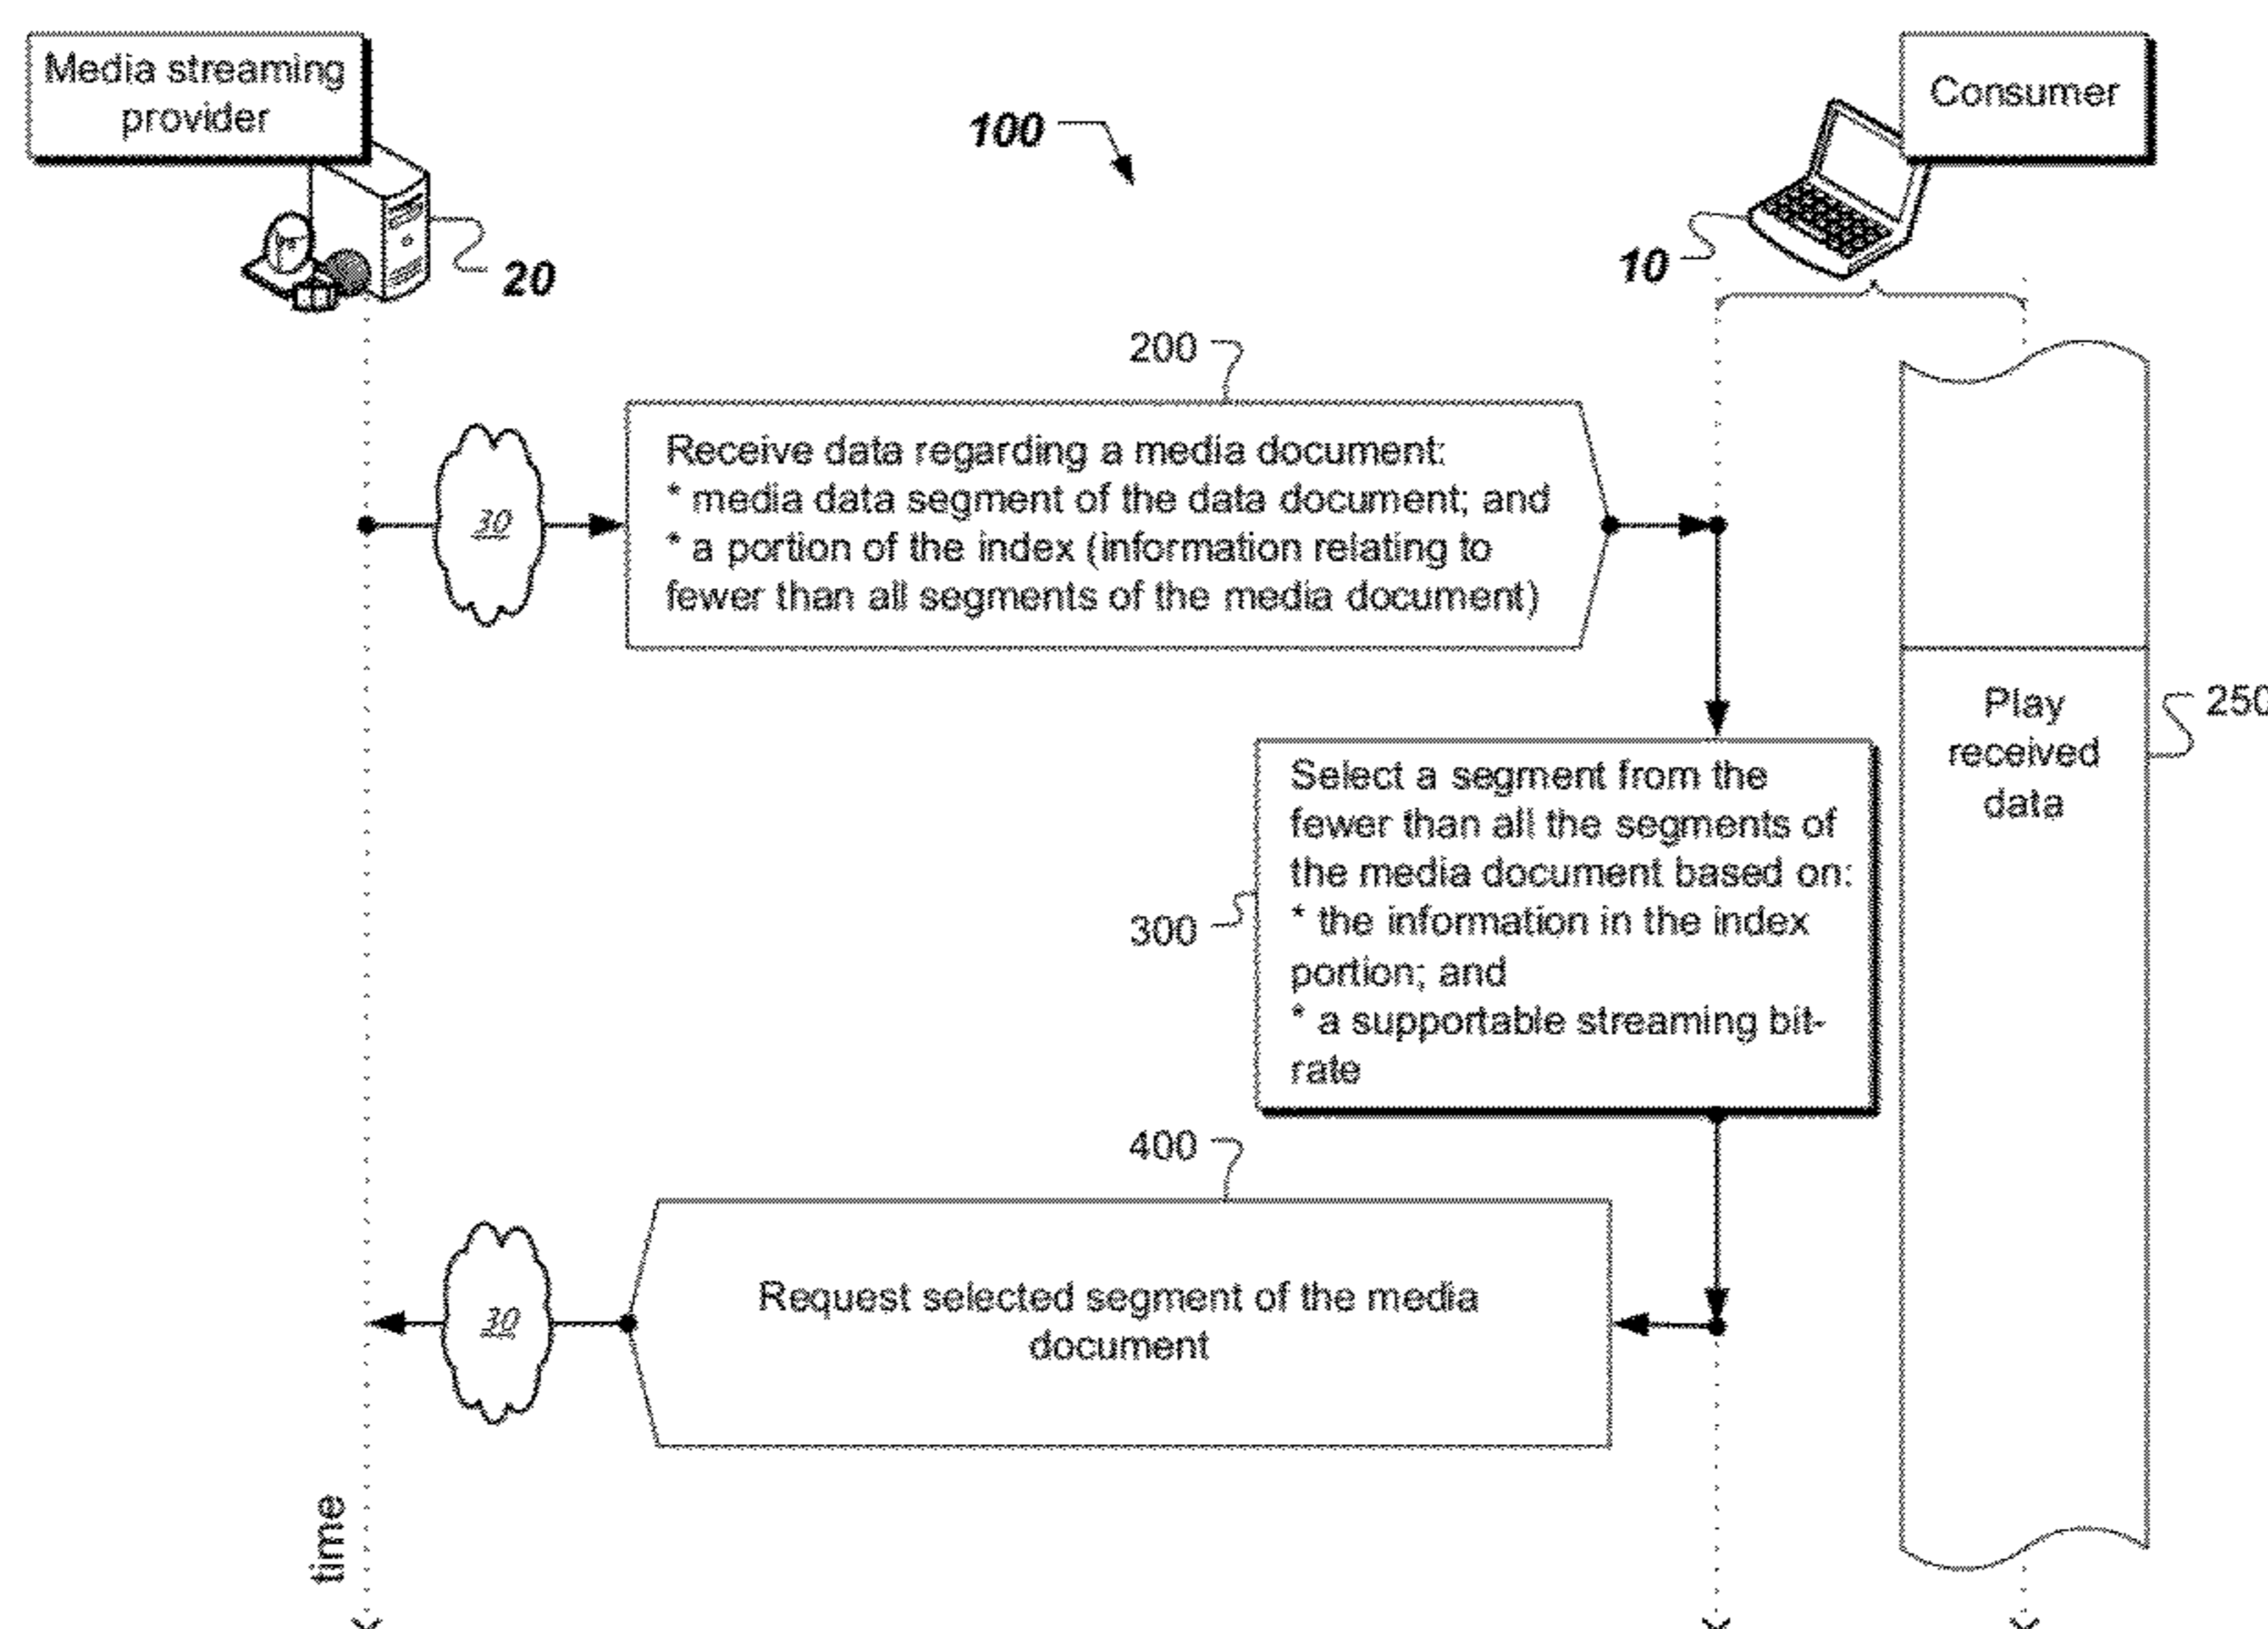 Media streaming
provider
100
Consumer
20
10
200
Receive data regarding a media document:
* media data segment of the data document; and
* a portion of the index (information relating to
fewer than all segments of the media document)
30
Play
received
data
250
Select a segment from the
fewer than all the segments of
the media document based on:
* the information in the index
portion; and
* a supportable streaming bit-
rate
300
400
Request selected segment of the media
document
30
time